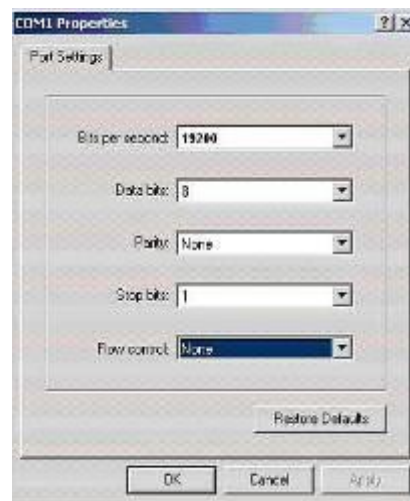 COM1 Properties
Port Settings
Bits per second: 19200
Data bits: 8
Parity: None
Stop bits: 1
Flow control: None
Restore Defaults
OK Cancel Apply